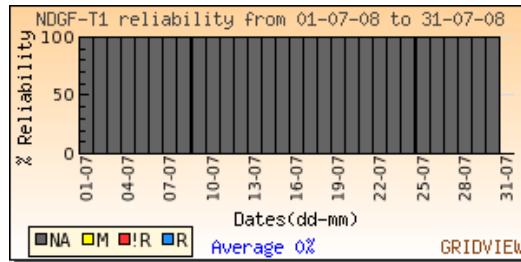 NDGF-T1 reliability from 01-07-08 to 31-07-08
% Reliability
100
50
0
01-07 04-07 07-07 10-07 13-07 16-07 19-07 22-07 25-07 28-07 31-07
Dates(dd-mm)
NA M !R R
Average 0%
GRIDVIEW